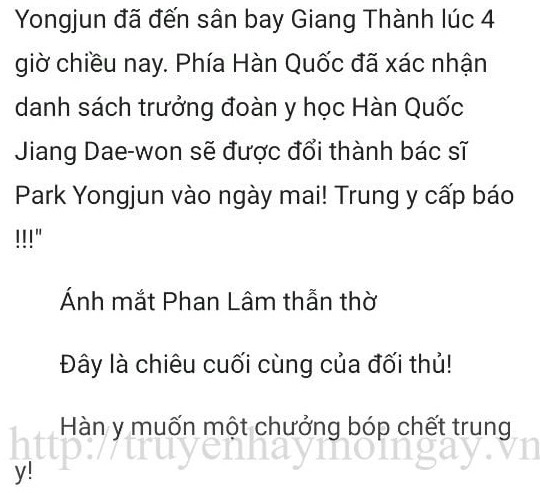 Yongjun đã đến sân bay Giang Thành lúc 4
giờ chiều nay. Phía Hàn Quốc đã xác nhận
danh sách trưởng đoàn y học Hàn Quốc
Jiang Dae-won sẽ được đổi thành bác sĩ
Park Yongjun vào ngày mai! Trung y cấp báo
!!!"
Ánh mắt Phan Lâm thẫn thờ
Đây là chiêu cuối cùng của đối thủ!
Hàn y muốn một chưởng bóp chết trung
http://truyenhaymoingay.vn
y!